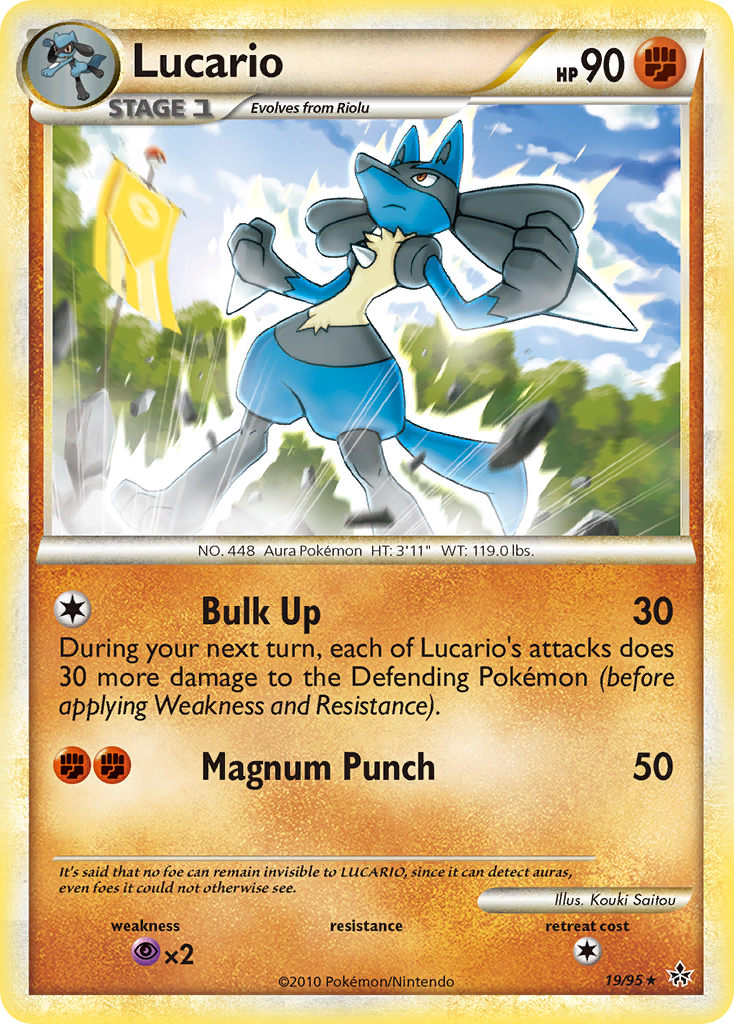 Lucario
HP 90
STAGE 1
Evolves from Riolu
NO. 448 Aura Pokémon HT: 3'11" WT: 119.0 lbs.
Bulk Up 30
During your next turn, each of Lucario's attacks does
30 more damage to the Defending Pokémon (before
applying Weakness and Resistance).
Magnum Punch 50
It's said that no foe can remain invisible to LUCARIO, since it can detect auras,
even foes it could not otherwise see.
Illus. Kouki Saitou
weakness resistance retreat cost
×2
©2010 Pokémon/Nintendo
19/95 ★